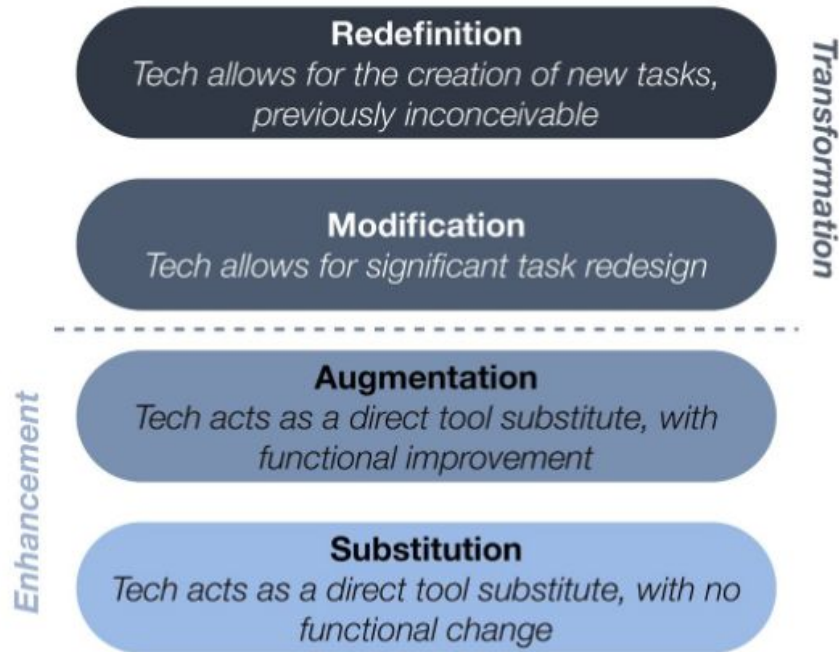 Redefinition
Tech allows for the creation of new tasks,
previously inconceivable
Modification
Tech allows for significant task redesign
Transformation
Augmentation
Tech acts as a direct tool substitute, with
functional improvement
Substitution
Tech acts as a direct tool substitute, with no
functional change
Enhancement